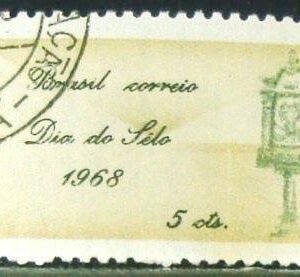 Brasil correio
Dia do Sêlo
1968
5 cts.